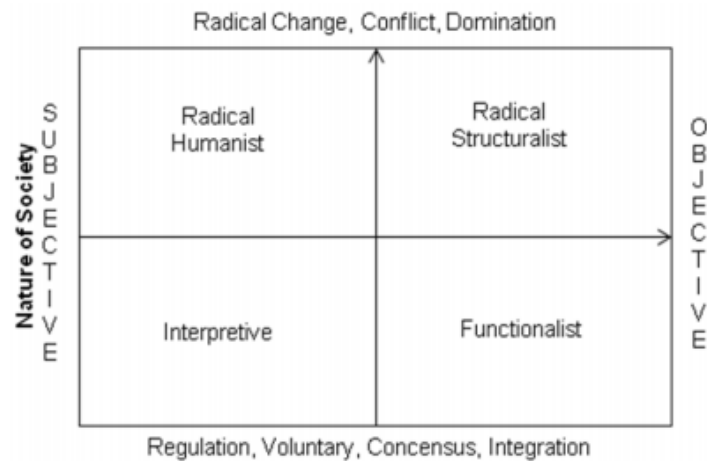 Radical Change, Conflict, Domination
Nature of Society
SUBJECTIVE
Radical
Humanist
Radical
Structuralist
OBJECTIVE
Interpretive
Functionalist
Regulation, Voluntary, Concensus, Integration